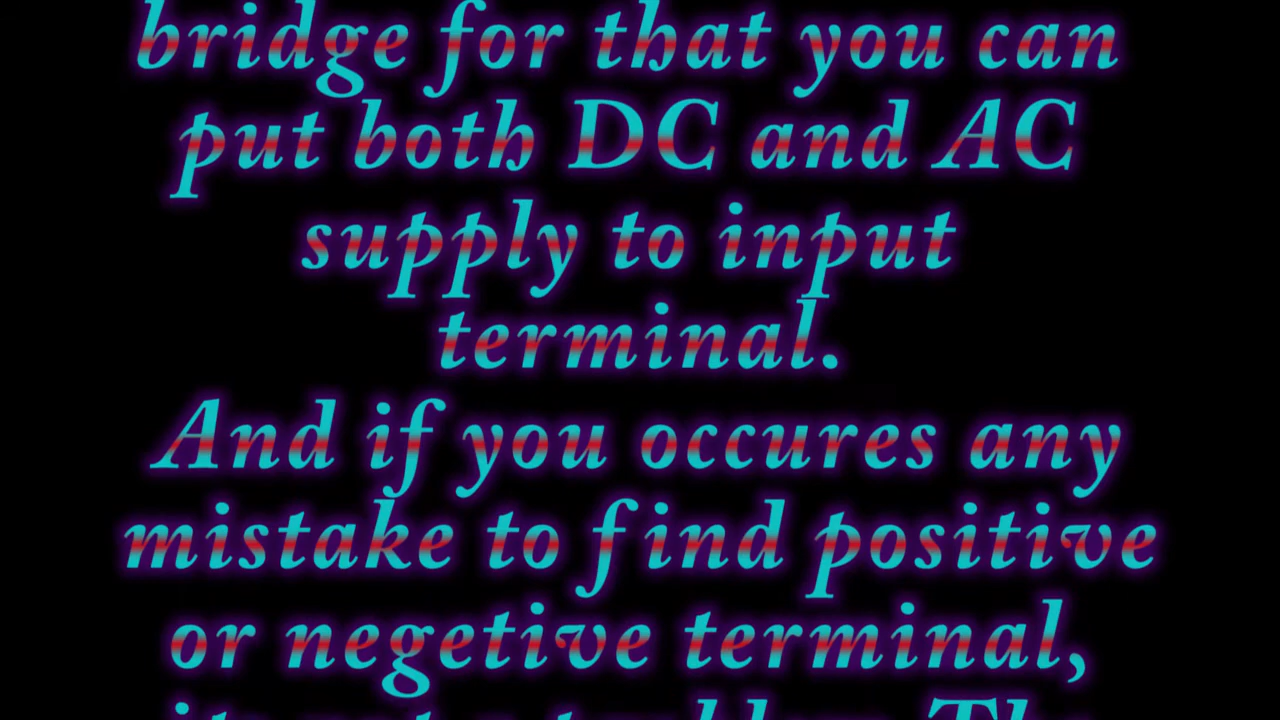 bridge for that you can
put both DC and AC
supply to input
terminal.
And if you occures any
mistake to find positive
or negetive terminal,